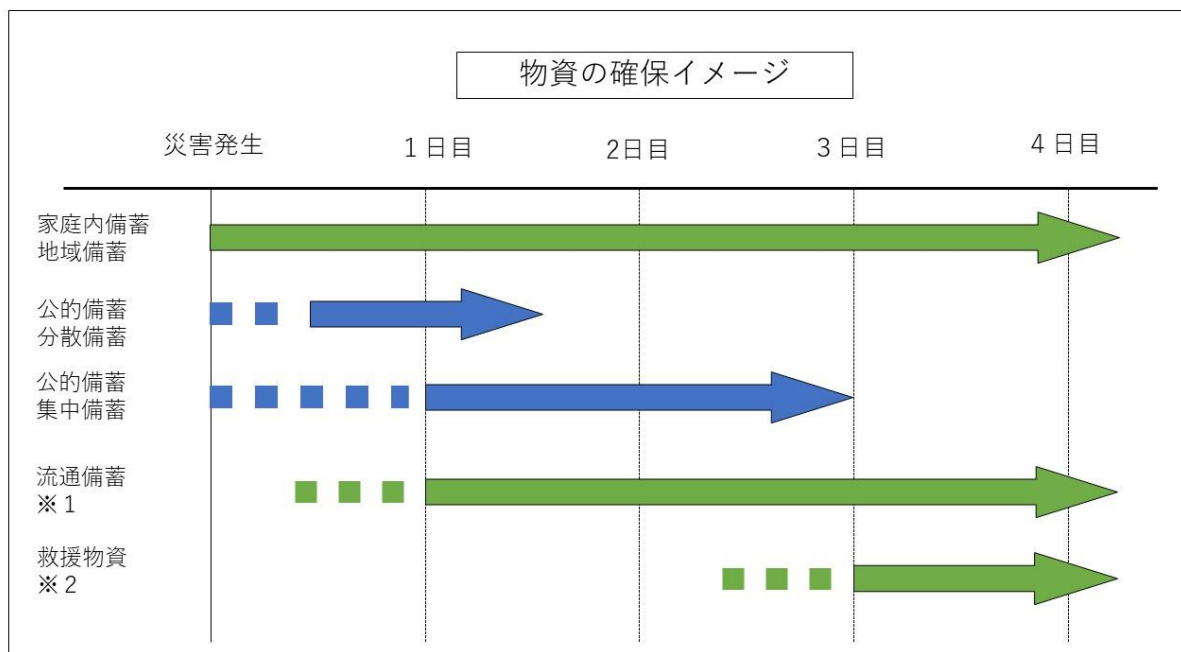 物資の確保イメージ
災害発生
1日目
2日目
3日目
4日目
家庭内備蓄
地域備蓄
公的備蓄
分散備蓄
公的備蓄
集中備蓄
流通備蓄
※1
救援物資
※2